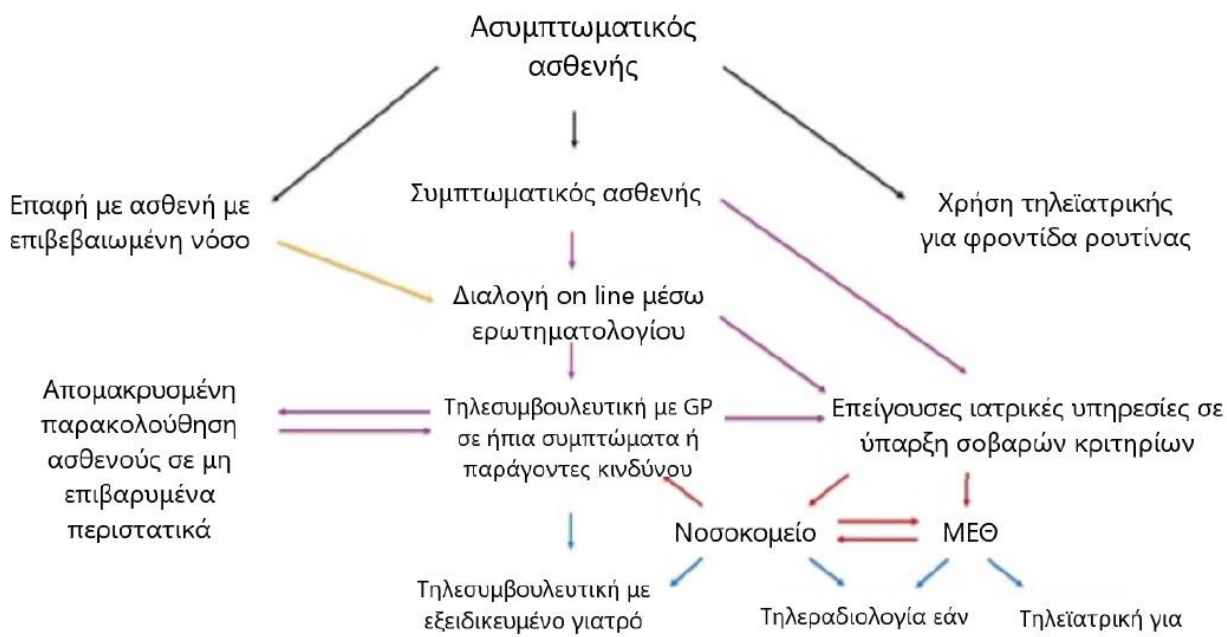 Ασυμπτωματικός
ασθενής
Επαφή με ασθενή με
επιβεβαιωμένη νόσο
Συμπτωματικός ασθενής
Χρήση τηλεϊατρικής
για φροντίδα ρουτίνας
Διαλογή on line μέσω
ερωτηματολογίου
Απομακρυσμένη
παρακολούθηση
ασθενούς σε μη
επιβαρυμένα
περιστατικά
Τηλεσυμβουλευτική με GP
σε ήπια συμπτώματα ή
παράγοντες κινδύνου
Επείγουσες ιατρικές υπηρεσίες σε
ύπαρξη σοβαρών κριτηρίων
Νοσοκομείο
ΜΕΘ
Τηλεσυμβουλευτική με
εξειδικευμένο γιατρό
Τηλεραδιολογία εάν
Τηλεϊατρική για